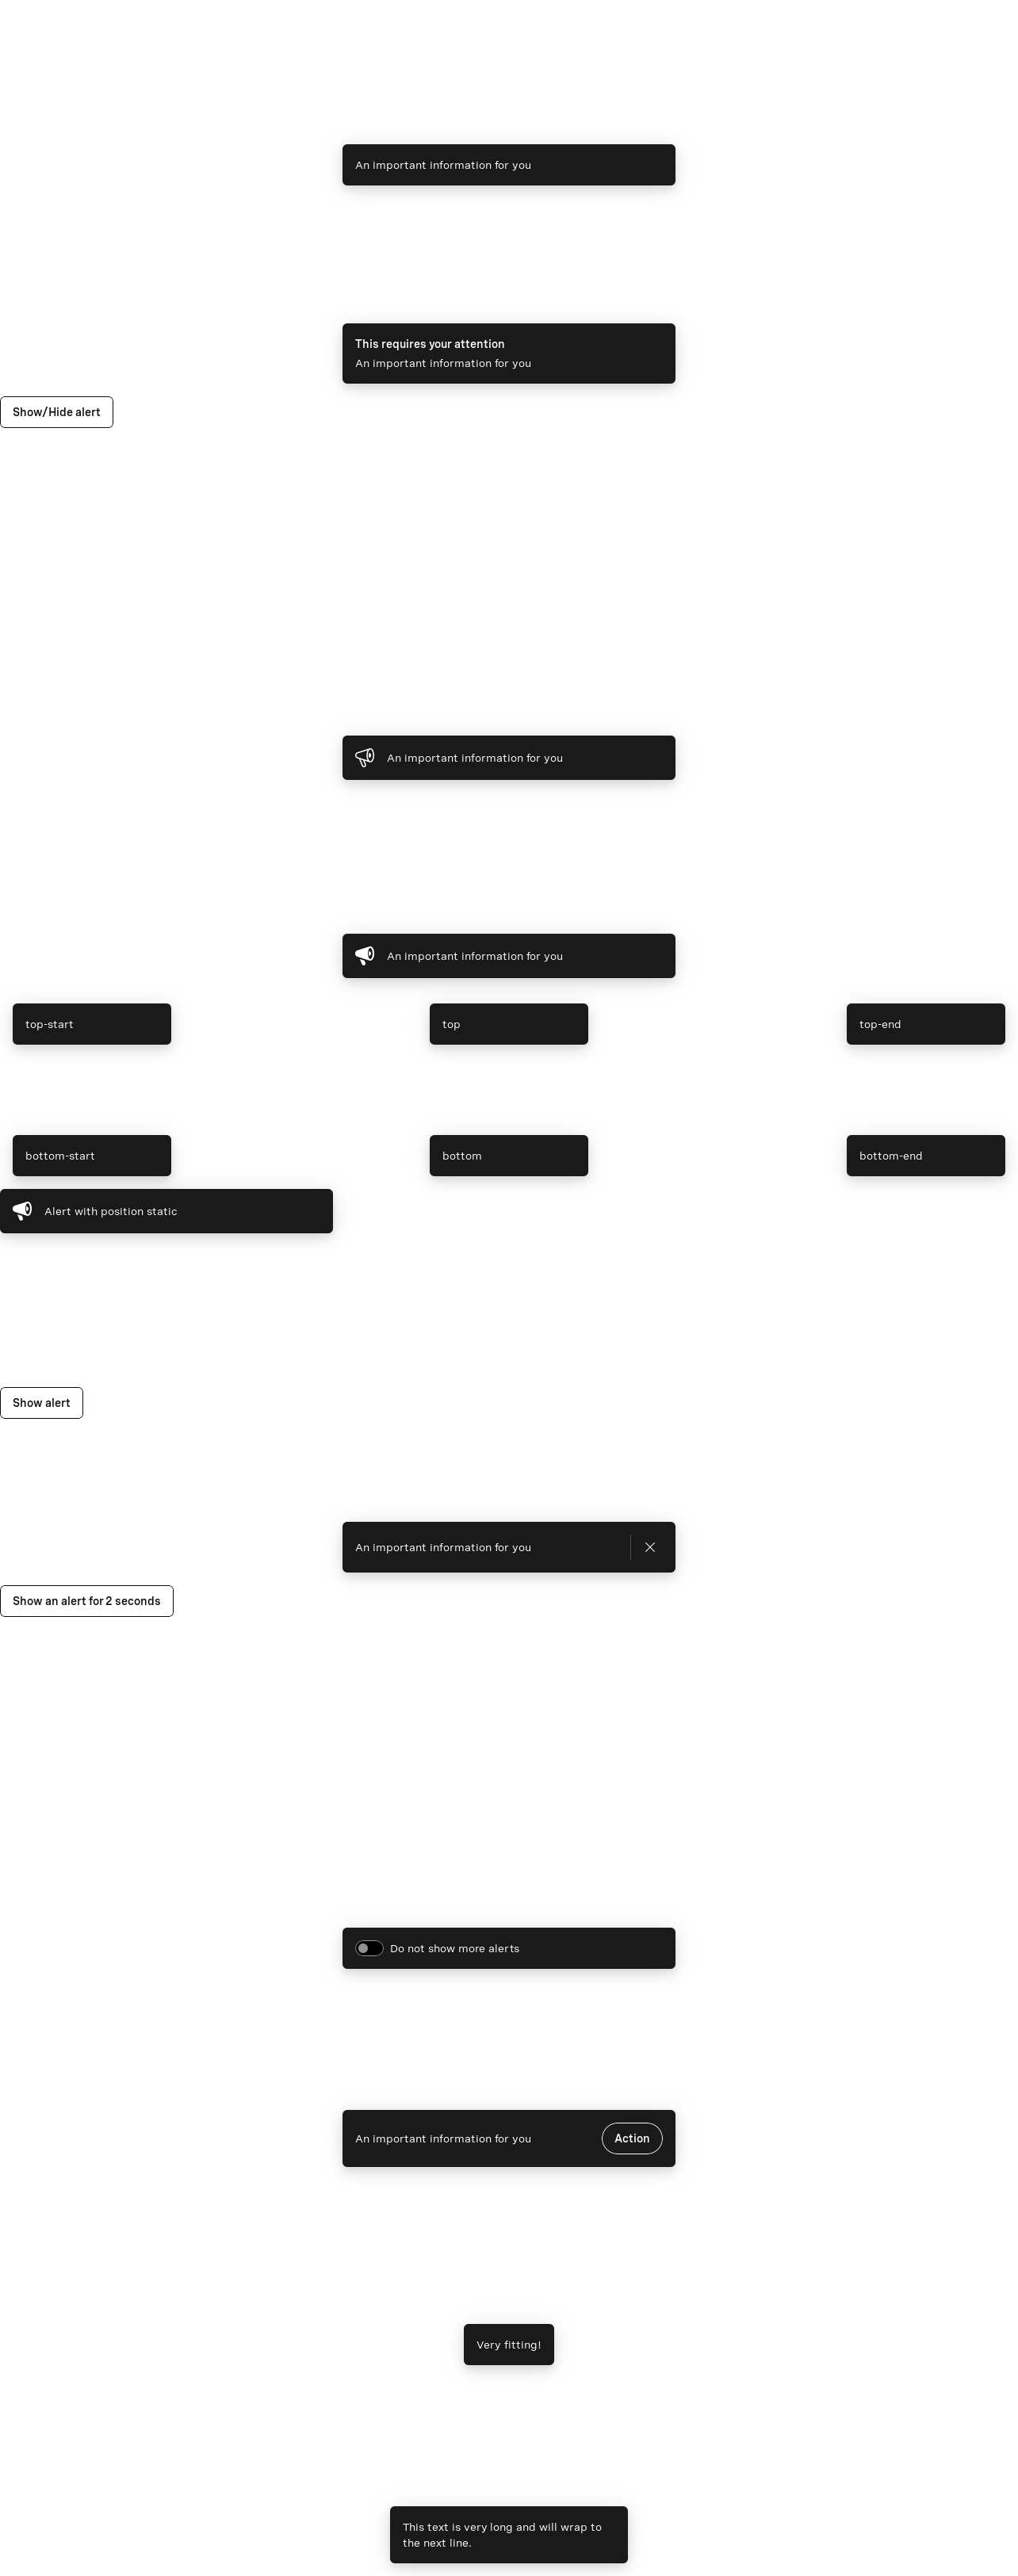 An important information for you
This requires your attention
An important information for you
Show/Hide alert
An important information for you
An important information for you
top-start
top
top-end
bottom-start
bottom
bottom-end
Alert with position static
Show alert
An important information for you
Show an alert for 2 seconds
Do not show more alerts
An important information for you
Action
Very fitting!
This text is very long and will wrap to
the next line.